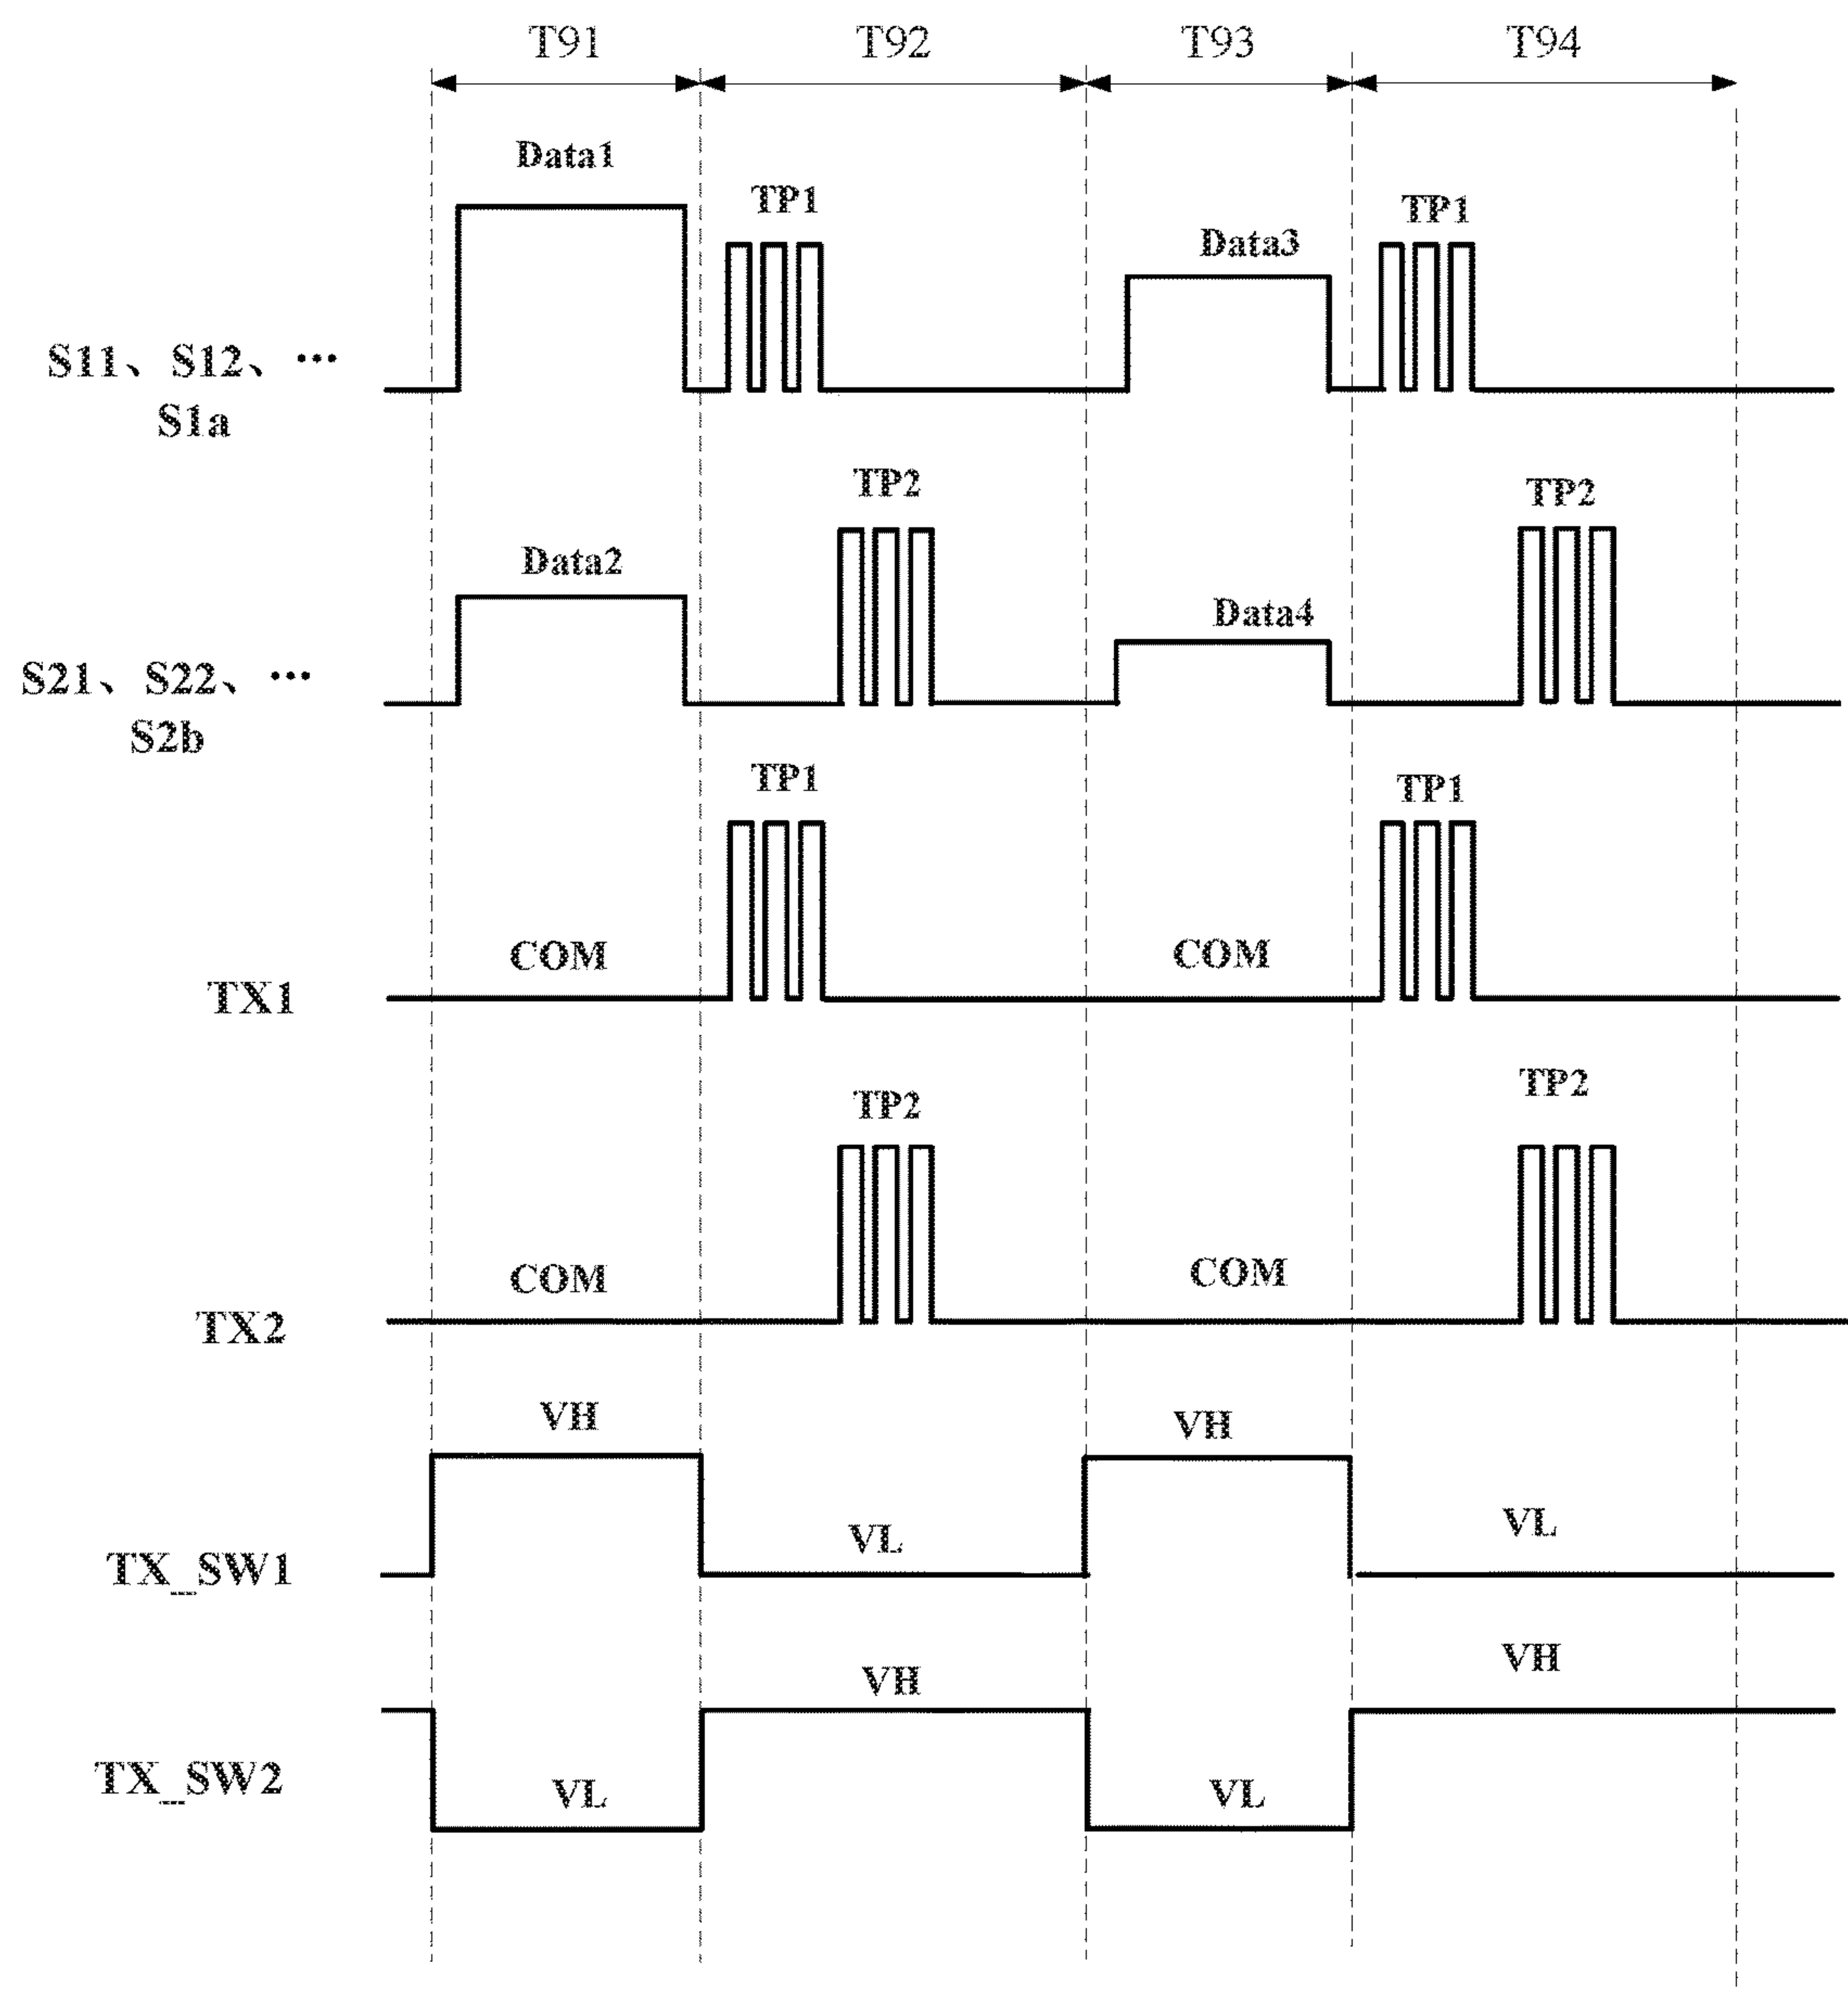 T91 T92 T93 T94
Data1
TP1
TP1
Data3
S11、S12、…
S1a
TP2
TP2
Data2
Data4
S21、S22、…
S2b
TP1
TP1
COM
COM
TX1
TP2
TP2
COM
COM
TX2
VH
VH
VL
VL
TX_SW1
VH
VH
VL
VL
TX_SW2